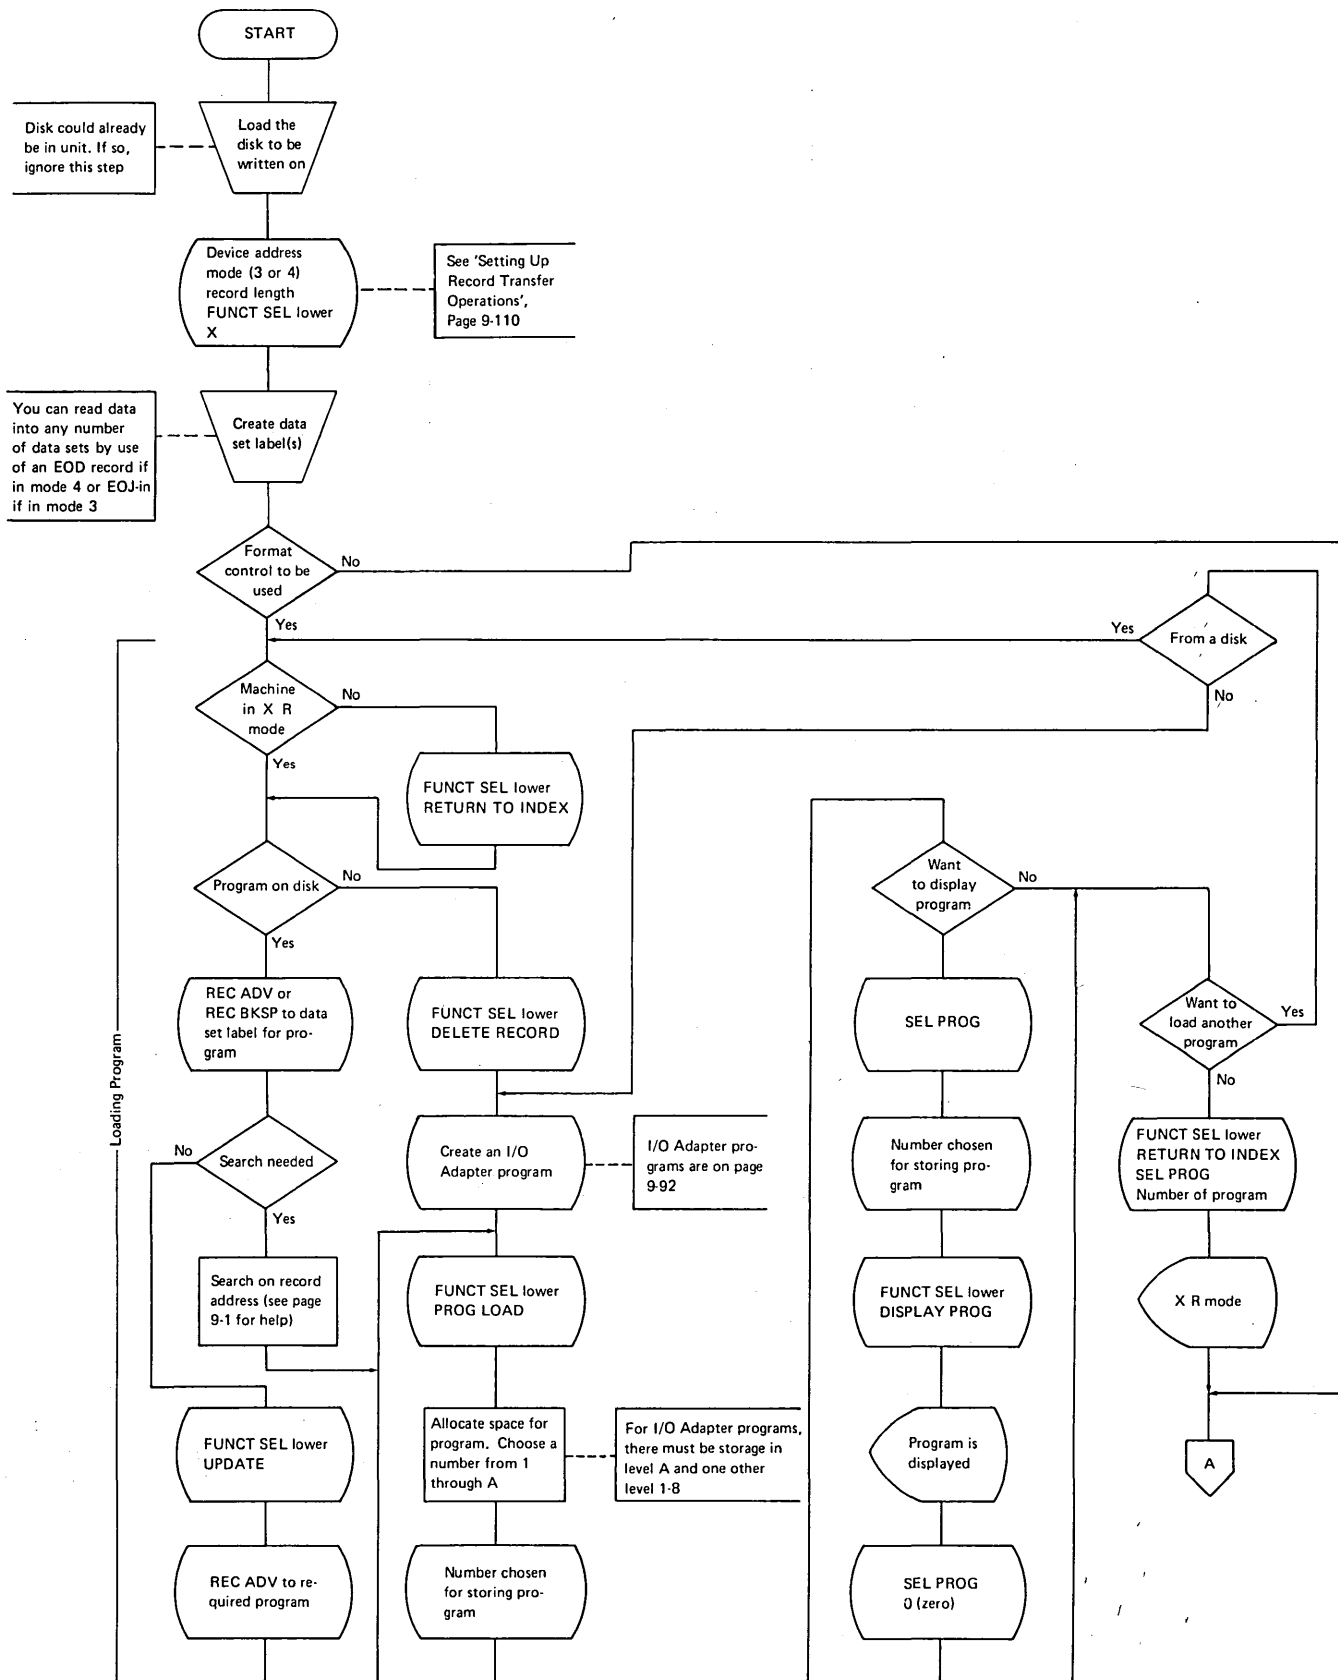 START
Disk could already
be in unit. If so,
ignore this step
Load the
disk to be
written on
Device address
mode (3 or 4)
record length
FUNCT SEL lower
X
See 'Setting Up
Record Transfer
Operations',
Page 9-110
You can read data
into any number
of data sets by use
of an EOD record if
in mode 4 or EOJ-in
if in mode 3
Create data
set label(s)
Format
control to be
used
No
Yes
From a disk
Yes
No
Machine
in X R
mode
No
Yes
FUNCT SEL lower
RETURN TO INDEX
Program on disk
No
Yes
Want
to display
program
No
REC ADV or
REC BKSP to data
set label for pro-
gram
FUNCT SEL lower
DELETE RECORD
SEL PROG
Want to
load another
program
Yes
No
Loading Program
Search needed
No
Yes
Create an I/O
Adapter program
I/O Adapter pro-
grams are on page
9-92
Number chosen
for storing pro-
gram
FUNCT SEL lower
RETURN TO INDEX
SEL PROG
Number of program
Search on record
address (see page
9-1 for help)
FUNCT SEL lower
PROG LOAD
FUNCT SEL lower
DISPLAY PROG
X R mode
FUNCT SEL lower
UPDATE
Allocate space for
program. Choose a
number from 1
through A
For I/O Adapter programs,
there must be storage in
level A and one other
level 1-8
Program is
displayed
A
REC ADV to re-
quired program
Number chosen
for storing pro-
gram
SEL PROG
0 (zero)